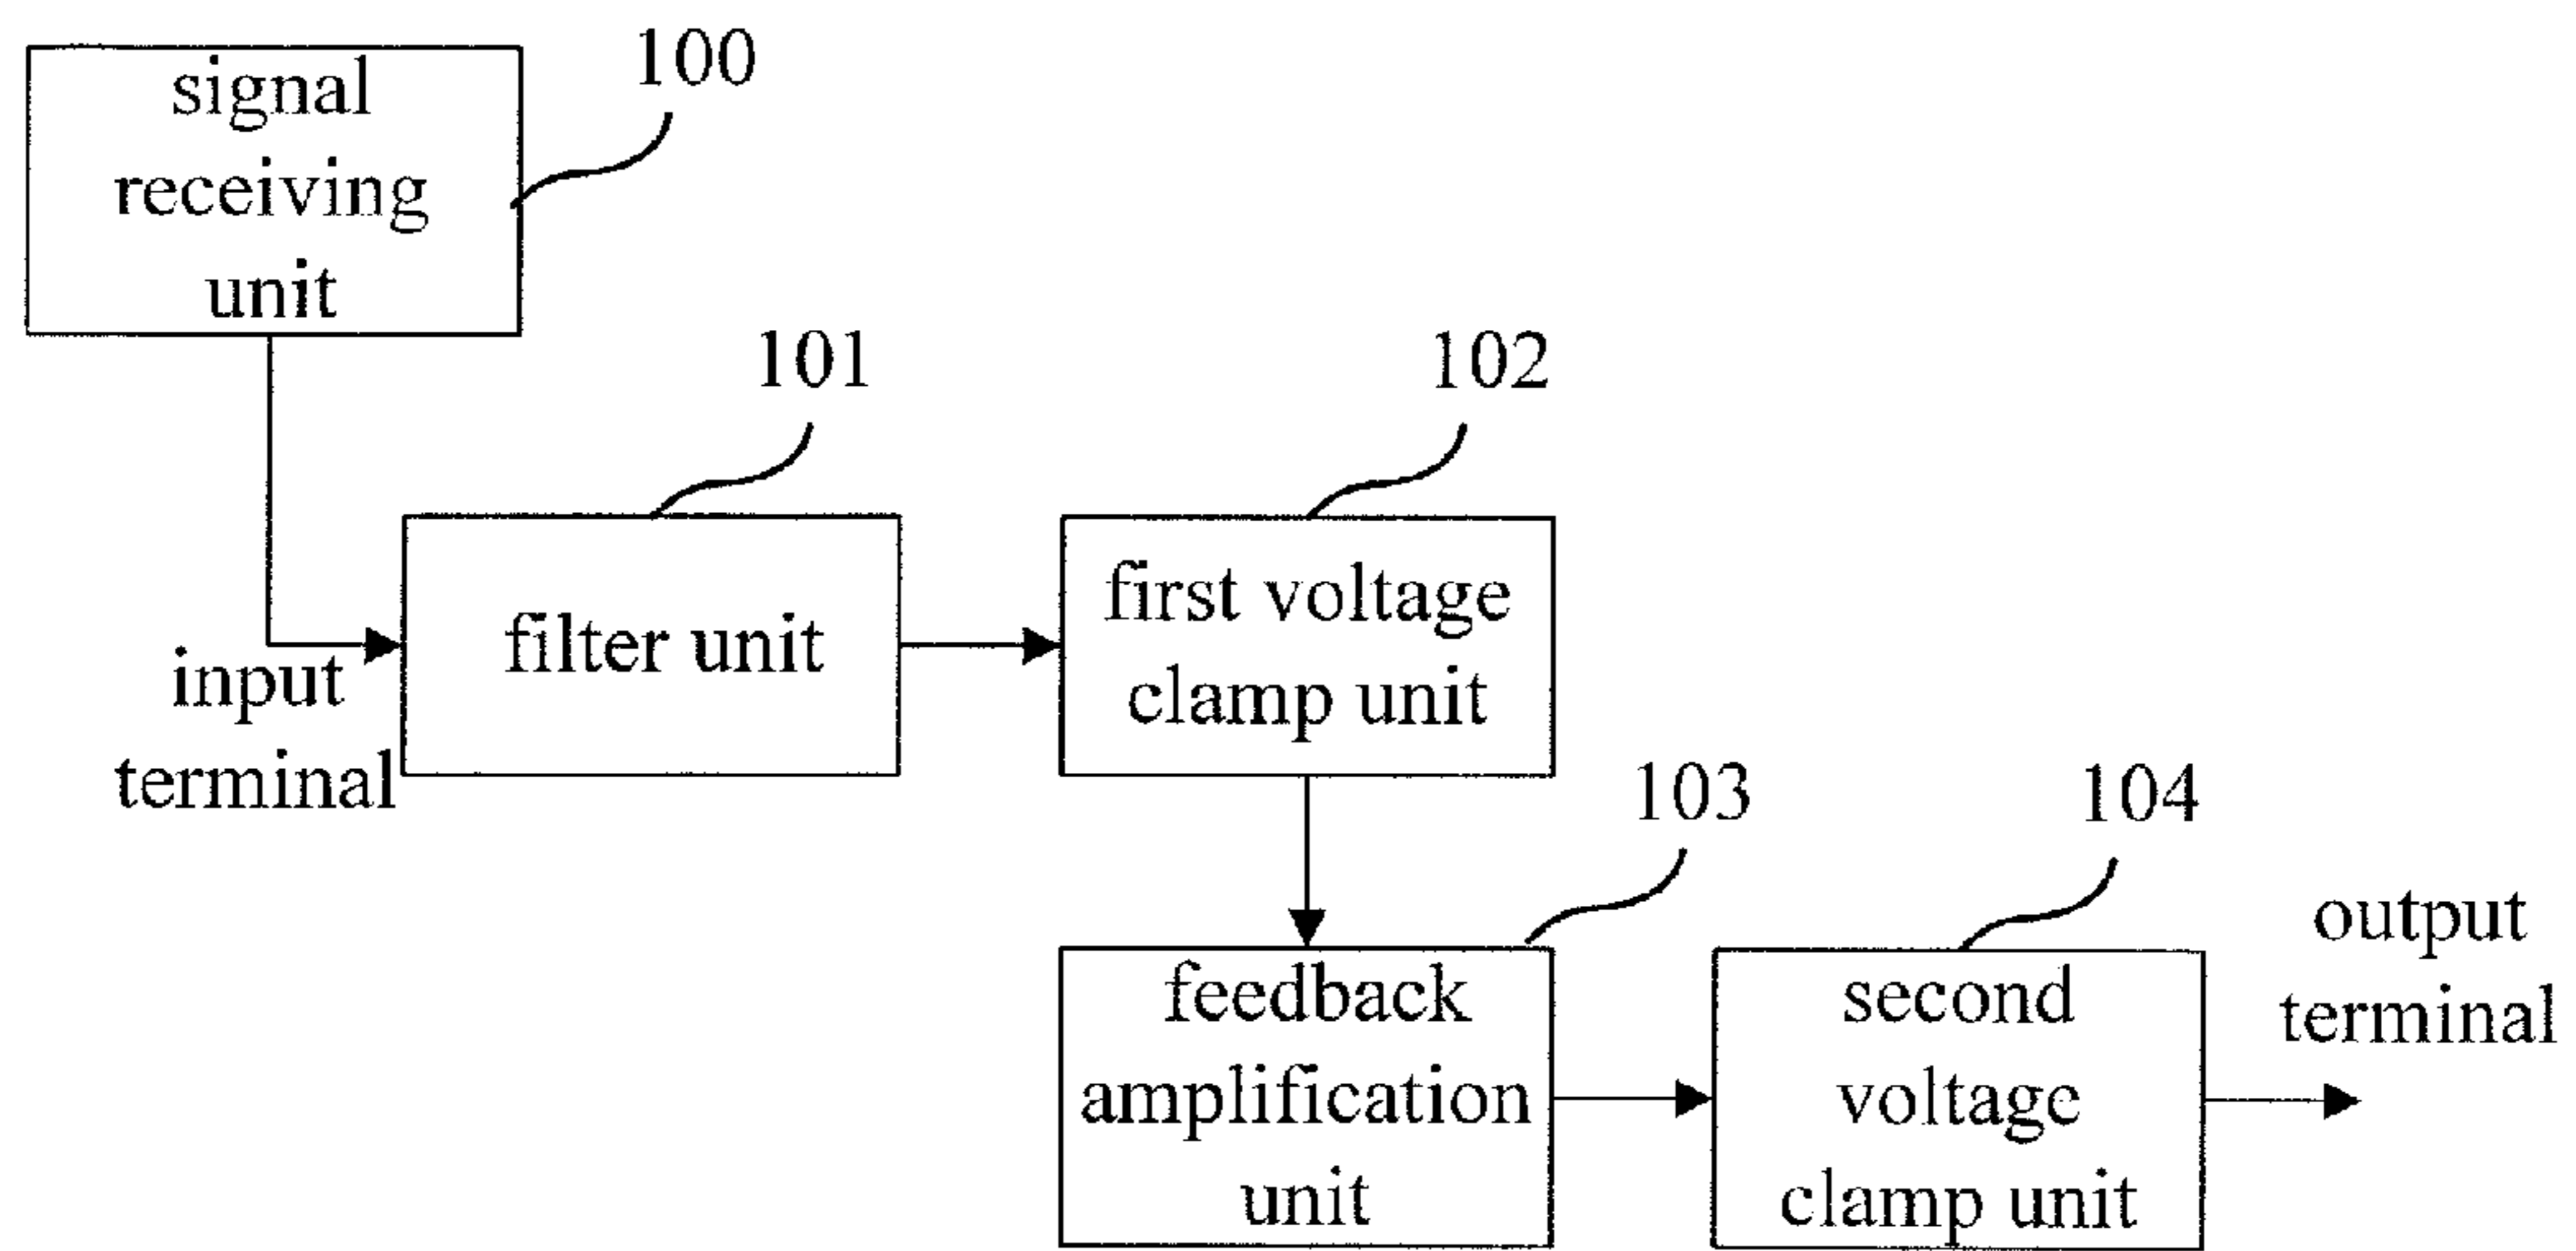 signal
receiving
unit
100
101
102
filter unit
input
terminal
first voltage
clamp unit
103
104
feedback
amplification
unit
second
voltage
clamp unit
output
terminal